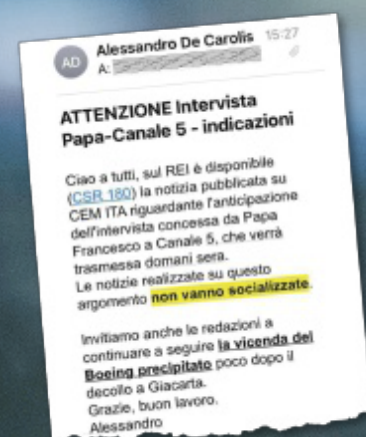 AD
Alessandro De Carolis 15:27
A:
ATTENZIONE Intervista
Papa-Canale 5 - indicazioni
Ciao a tutti, sul REI è disponibile
(CSR 180) la notizia pubblicata su
CEM ITA riguardante l'anticipazione
dell'intervista concessa da Papa
Francesco a Canale 5, che verrà
trasmessa domani sera.
Le notizie realizzate su questo
argomento non vanno socializzate.
Invitiamo anche le redazioni a
continuare a seguire la vicenda del
Boeing precipitato poco dopo il
decollo a Giacarta.
Grazie, buon lavoro.
Alessandro